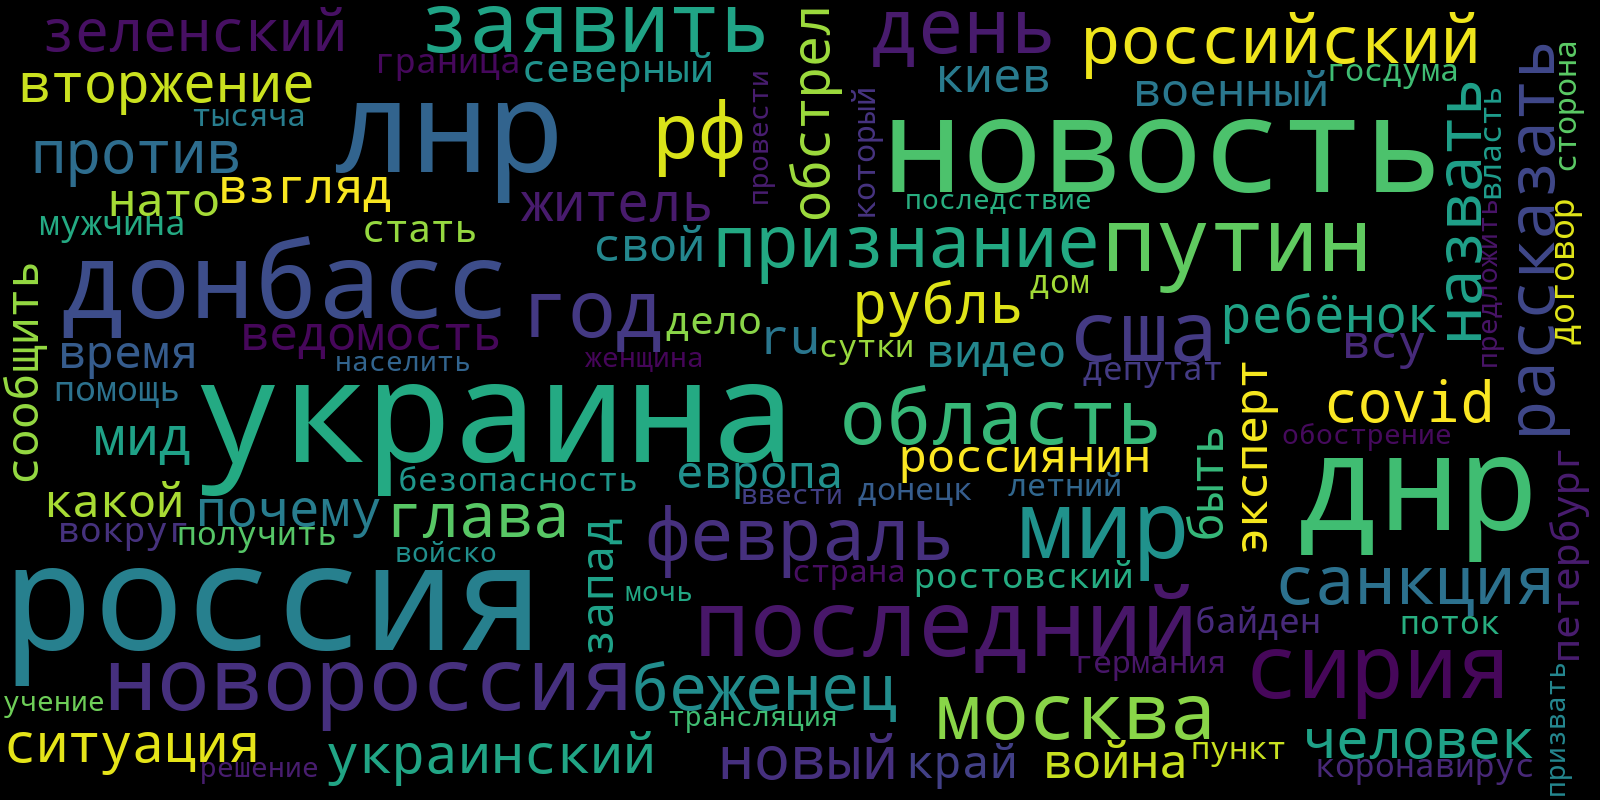 зеленский
заявить
день
российский
граница
северный
киев
военный
госдума
сторона
вторжение
тысяча
лнр
рф
провести
обстрел
который
новость
назвать
власть
рассказать
против
взгляд
нато
житель
последствие
мужчина
стать
свой
признание
путин
предложить
договор
донбасс
год
дом
рубль
сша
ребёнок
сообщить
ведомость
дело
ru
сутки
видео
депутат
всу
время
населить
женщина
помощь
украина
область
covid
эксперт
мид
безопасность
европа
россиянин
быть
обострение
днр
какой
почему
глава
ввести
донецк
летний
вокруг
получить
войско
запад
февраль
мир
петербург
россия
мочь
страна
ростовский
санкция
последний
байден
поток
новороссия
беженец
германия
сирия
учение
трансляция
москва
призвать
ситуация
решение
украинский
новый
край
война
пункт
человек
коронавирус